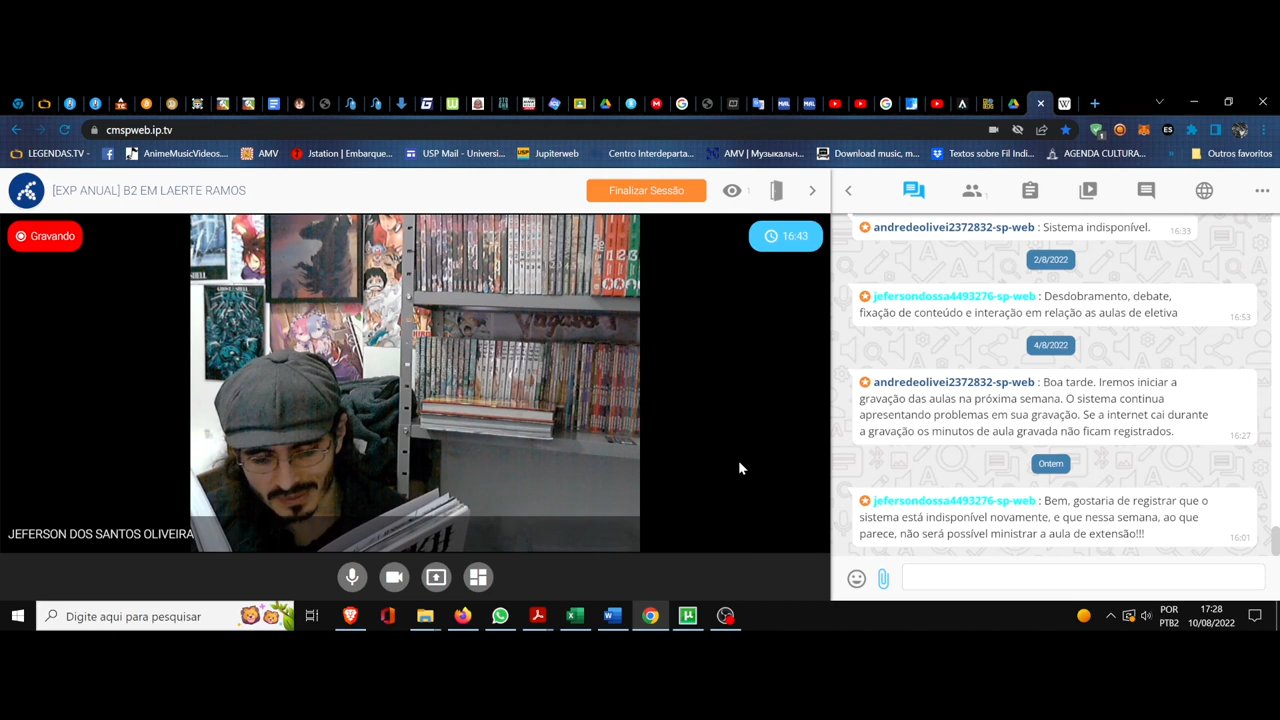 cmspweb.ip.tv
LEGENDAS.TV -
AnimeMusicVideos....
AMV
Jstation | Embarque...
USP Mail - Universi...
Jupiterweb
Centro Interdeparta...
AMV | Музыкальн...
Download music, m...
Textos sobre Fil Indi...
AGENDA CULTURA...
»
Outros favoritos
[EXP ANUAL] B2 EM LAERTE RAMOS
Finalizar Sessão
1
1
Gravando
16:43
JEFERSON DOS SANTOS OLIVEIRA
andredeolivei2372832-sp-web : Sistema indisponível.
16:33
2/8/2022
jefersondossa4493276-sp-web : Desdobramento, debate,
fixação de conteúdo e interação em relação as aulas de eletiva
16:53
4/8/2022
andredeolivei2372832-sp-web : Boa tarde. Iremos iniciar a
gravação das aulas na próxima semana. O sistema continua
apresentando problemas em sua gravação. Se a internet cai durante
a gravação os minutos de aula gravada não ficam registrados.
16:27
Ontem
jefersondossa4493276-sp-web : Bem, gostaria de registrar que o
sistema está indisponível novamente, e que nessa semana, ao que
parece, não será possível ministrar a aula de extensão!!!
16:01
Digite aqui para pesquisar
POR
PTB2
17:28
10/08/2022